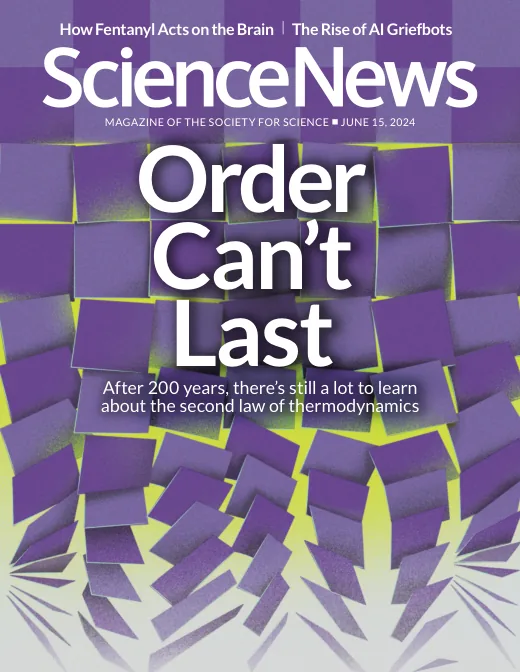 How Fentanyl Acts on the Brain | The Rise of AI Griefbots
ScienceNews
MAGAZINE OF THE SOCIETY FOR SCIENCE ■ JUNE 15, 2024
Order
Can't
Last
After 200 years, there's still a lot to learn
about the second law of thermodynamics